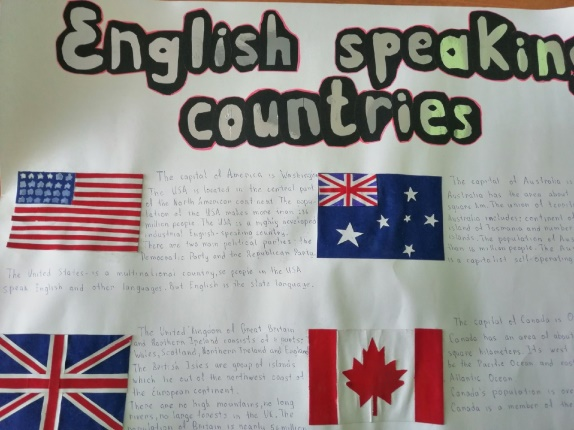 English speaking
countries
The capital of America is Washing
The USA is located in the central part
of the North American continent. The popu
lation of the USA makes more than
million people. The USA is a highly developed
industrial English-speaking country.
There are two main political parties: the
Democratic Party and the Republican Party.
The United States - is a multinational country, so people in the USA
speak English and other languages. But English is the state language.
The capital of Australia is
Australia has the area about
square km. The union of
Australia includes: continent of
island of Tasmania and number
islands. The population of Aus
than 12 million people. The Aus
is a capitalist self-operating
The United Kingdom of Great Britain
and Northern Ireland consists of 4 parts:
Wales, Scotland, Northern Ireland and England
The British Isles are group of islands
which lie out of the northwest coast of
the European continent.
There are no high mountains, no long
rivers, no large forests in the UK. The
population of Britain is nearly
The capital of Canada is O
Canada has an area of about
square kilometers. It's west
to the Pacific Ocean and east
Atlantic Ocean.
Canada's population is over
Canada is a member of the